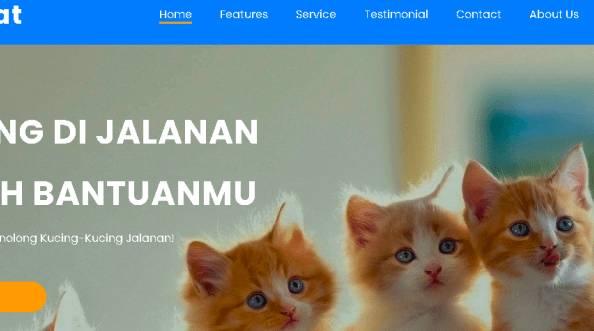 at
Home Features Service Testimonial Contact About Us
NG DI JALANAN
H BANTUANMU
nolong Kucing-Kucing Jalanan!